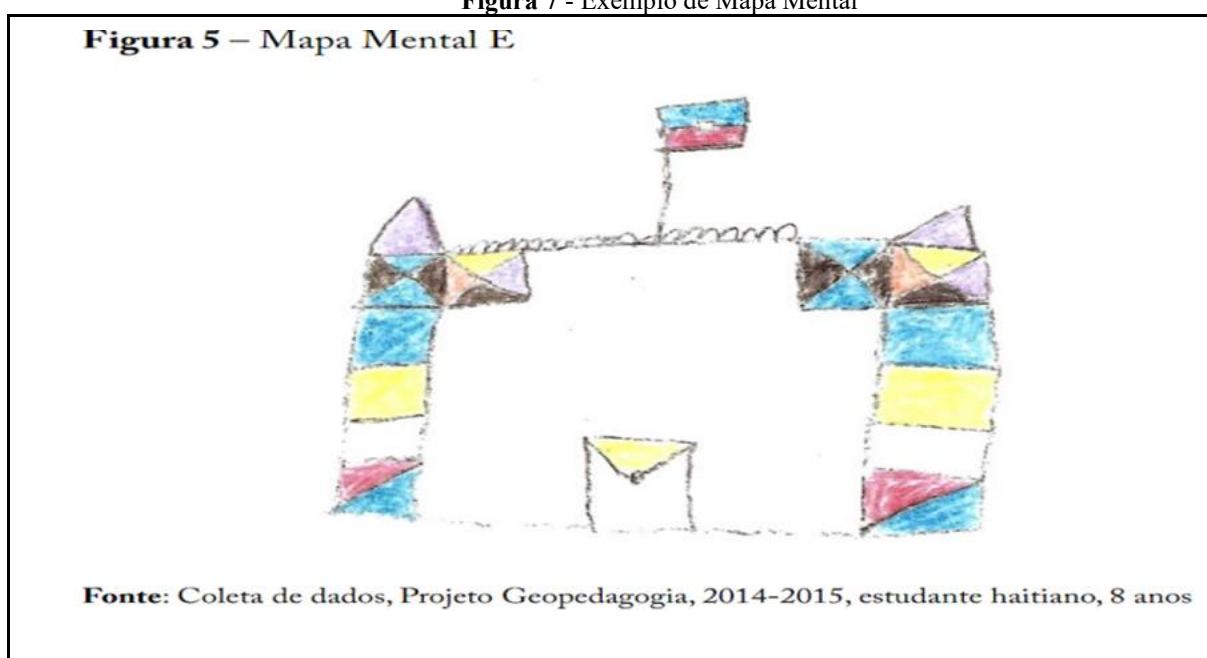 Figura 7 - Exemplo de Mapa Mental
Figura 5 – Mapa Mental E
Fonte: Coleta de dados, Projeto Geopedagogia, 2014-2015, estudante haitiano, 8 anos